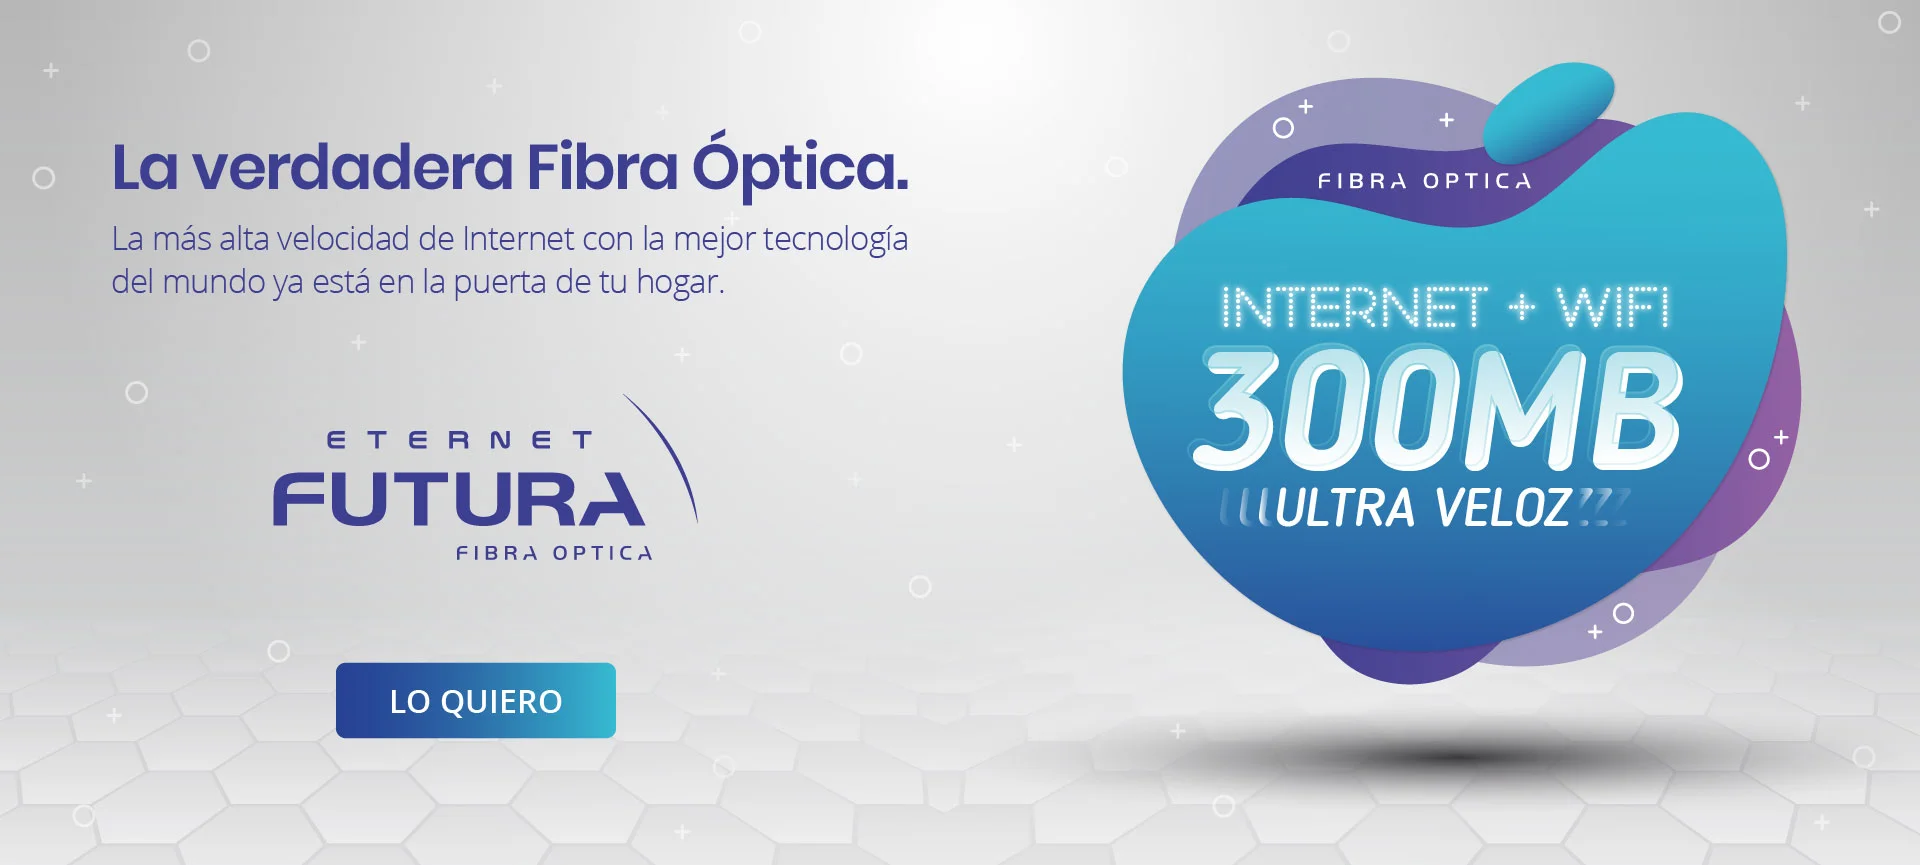 La verdadera Fibra Óptica.
La más alta velocidad de Internet con la mejor tecnología
del mundo ya está en la puerta de tu hogar.
ETERNET
FUTURA
FIBRA OPTICA
LO QUIERO
FIBRA OPTICA
INTERNET + WIFI
300MB
ULTRA VELOZ